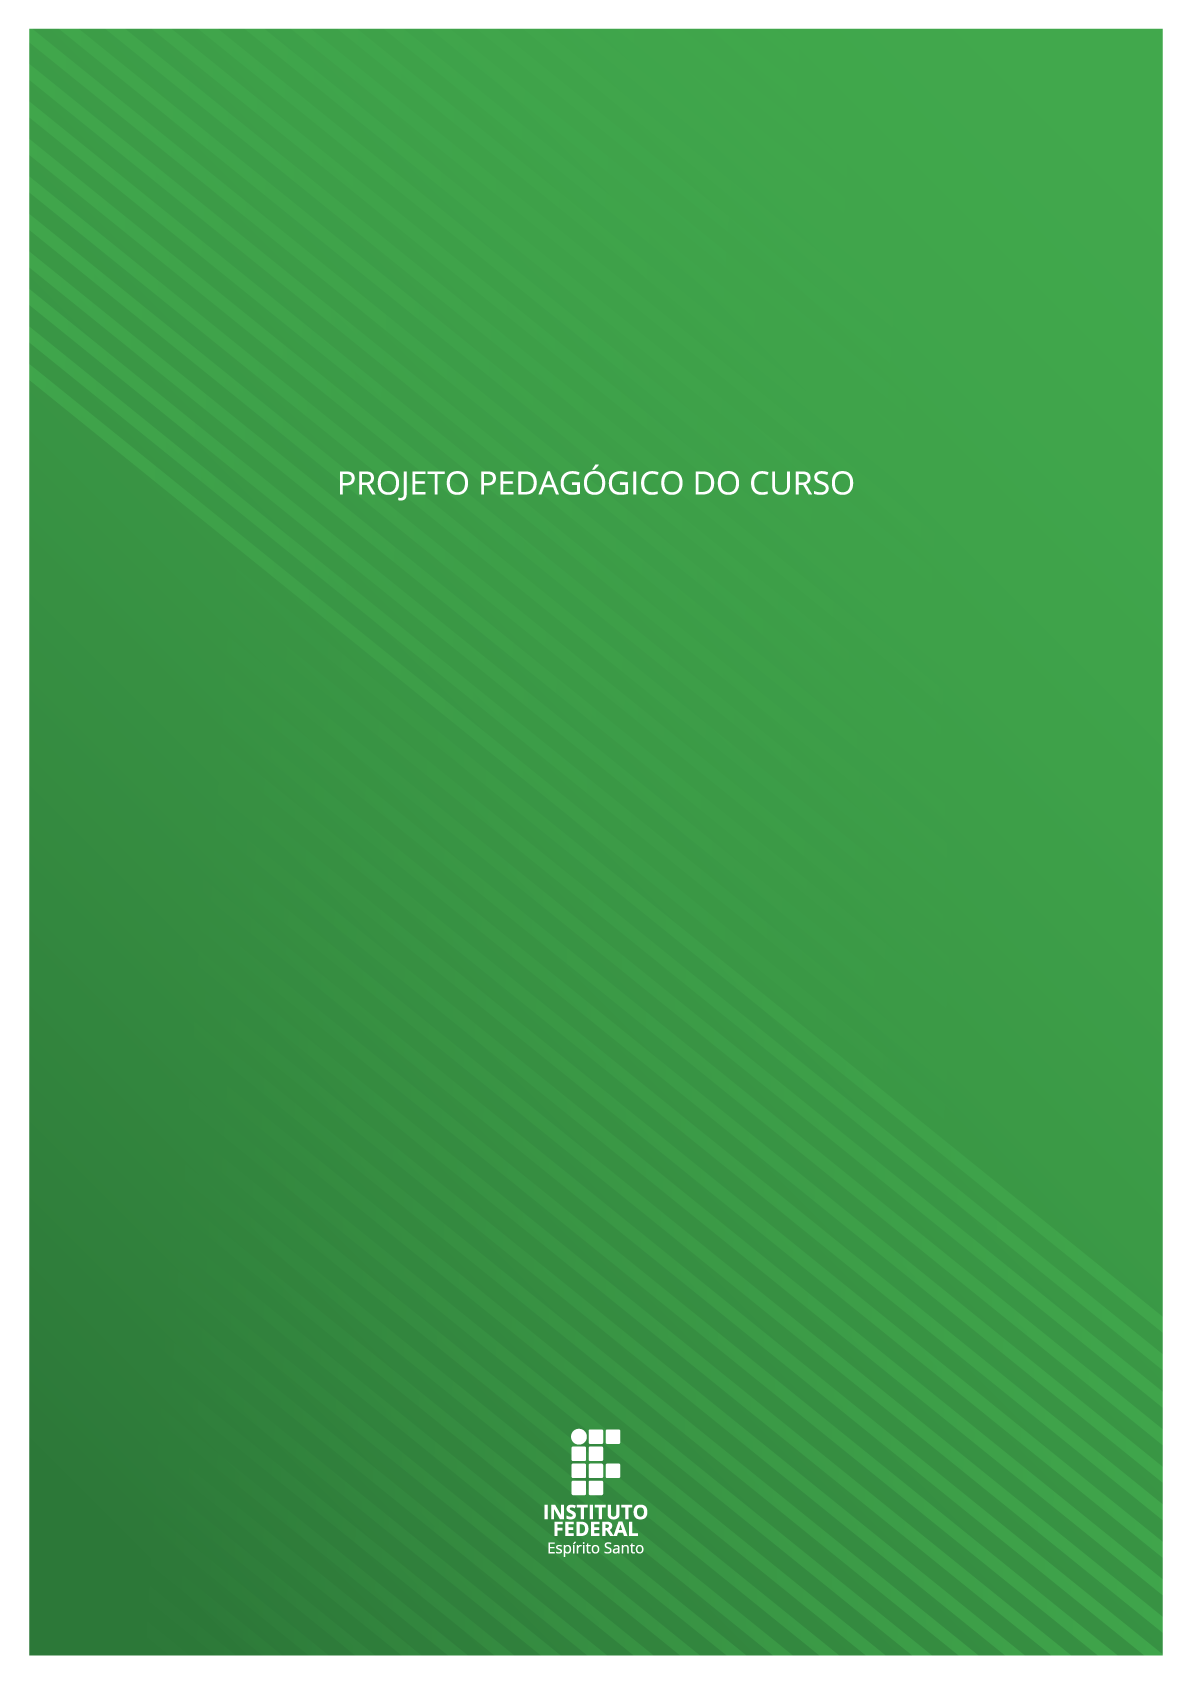 PROJETO PEDAGÓGICO DO CURSO
INSTITUTO
FEDERAL
Espírito Santo